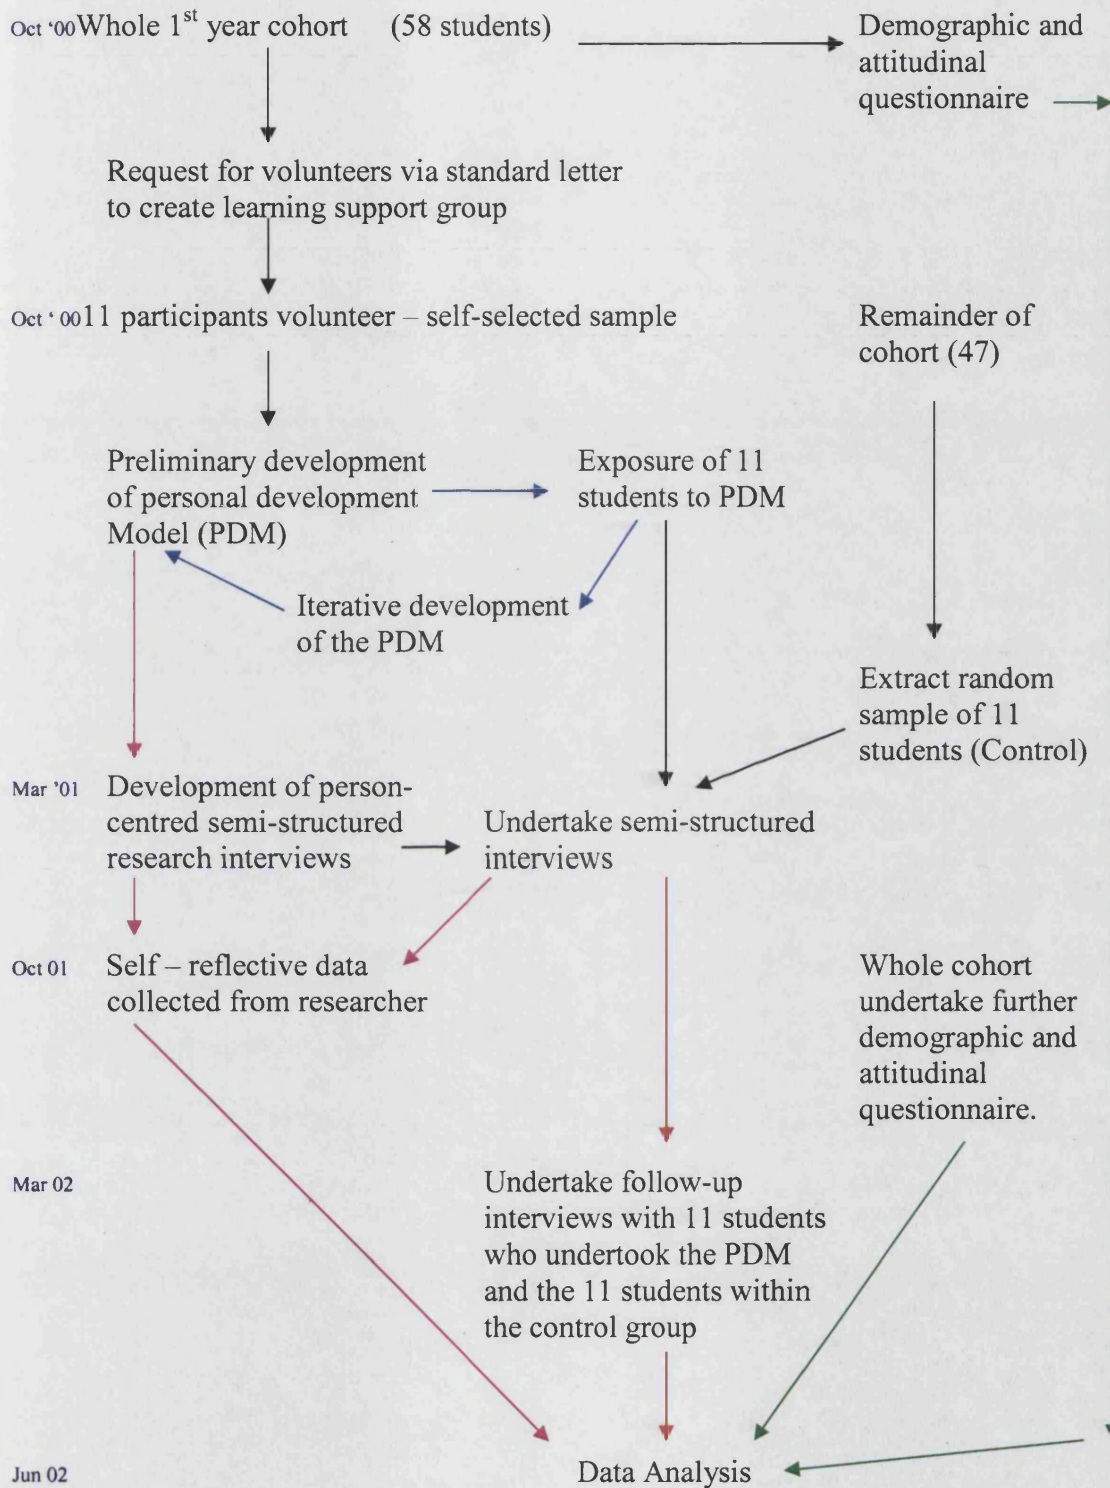 Oct ‘00 Whole 1st year cohort (58 students)
Demographic and
attitudinal
questionnaire
Request for volunteers via standard letter
to create learning support group
Oct ‘ 00 11 participants volunteer – self-selected sample
Remainder of
cohort (47)
Preliminary development
of personal development
Model (PDM)
Exposure of 11
students to PDM
Iterative development
of the PDM
Extract random
sample of 11
students (Control)
Mar '01 Development of person-
centred semi-structured
research interviews
Undertake semi-structured
interviews
Oct 01 Self – reflective data
collected from researcher
Whole cohort
undertake further
demographic and
attitudinal
questionnaire.
Mar 02
Undertake follow-up
interviews with 11 students
who undertook the PDM
and the 11 students within
the control group
Jun 02
Data Analysis